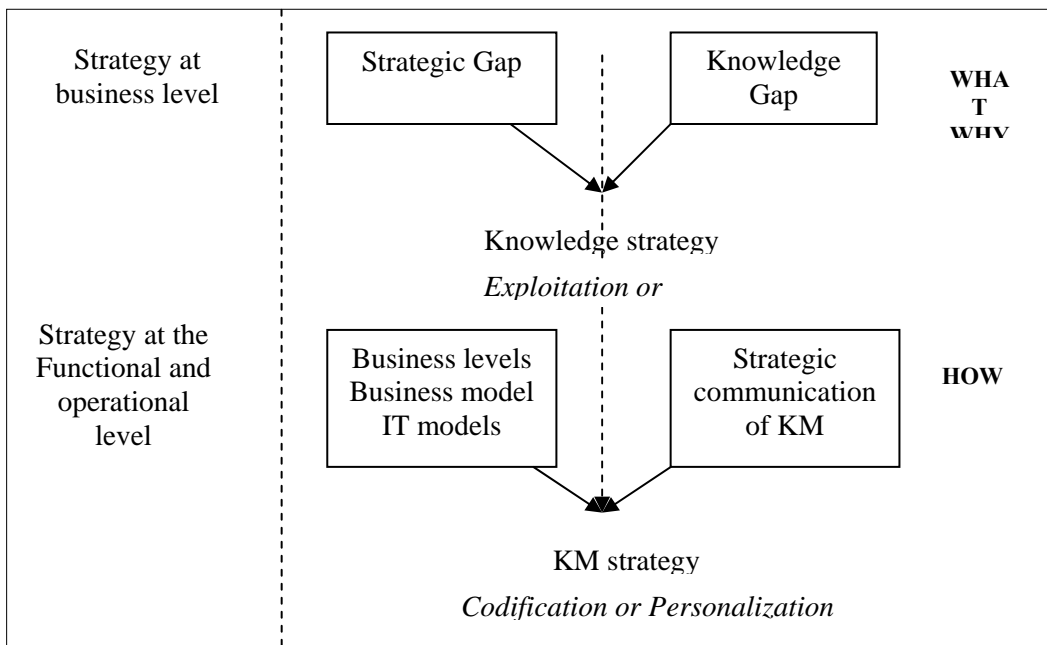 Strategy at
business level
Strategic Gap
Knowledge
Gap
WHA
T
WHY
Knowledge strategy
Exploitation or
Strategy at the
Functional and
operational
level
Business levels
Business model
IT models
Strategic
communication
of KM
HOW
KM strategy
Codification or Personalization